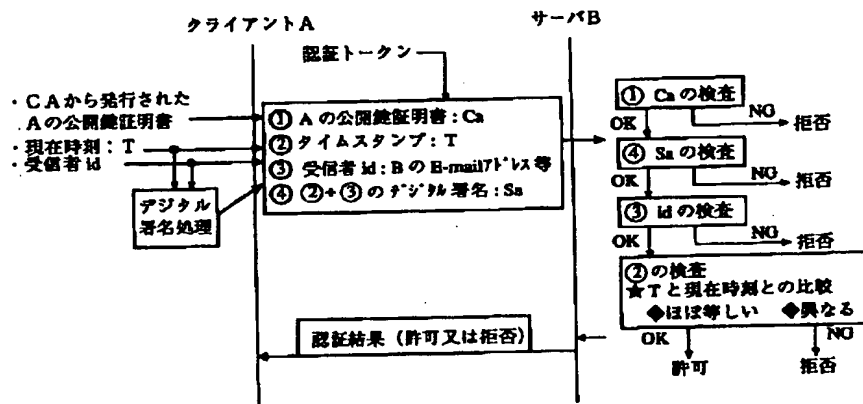 クライアントA
サーバB
認証トークン
・CAから発行された
Aの公開鍵証明書
・現在時刻：T
・受信者id
デジタル
署名処理
① Aの公開鍵証明書：Ca
② タイムスタンプ：T
③ 受信者id：BのE-mailアドレス等
④ ②+③のデジタル署名：Sa
① Caの検査
OK
NG
拒否
④ Saの検査
OK
NG
拒否
③ idの検査
OK
NG
拒否
②の検査
★Tと現在時刻との比較
◆ほぼ等しい ◆異なる
OK
NG
許可
拒否
認証結果（許可又は拒否）